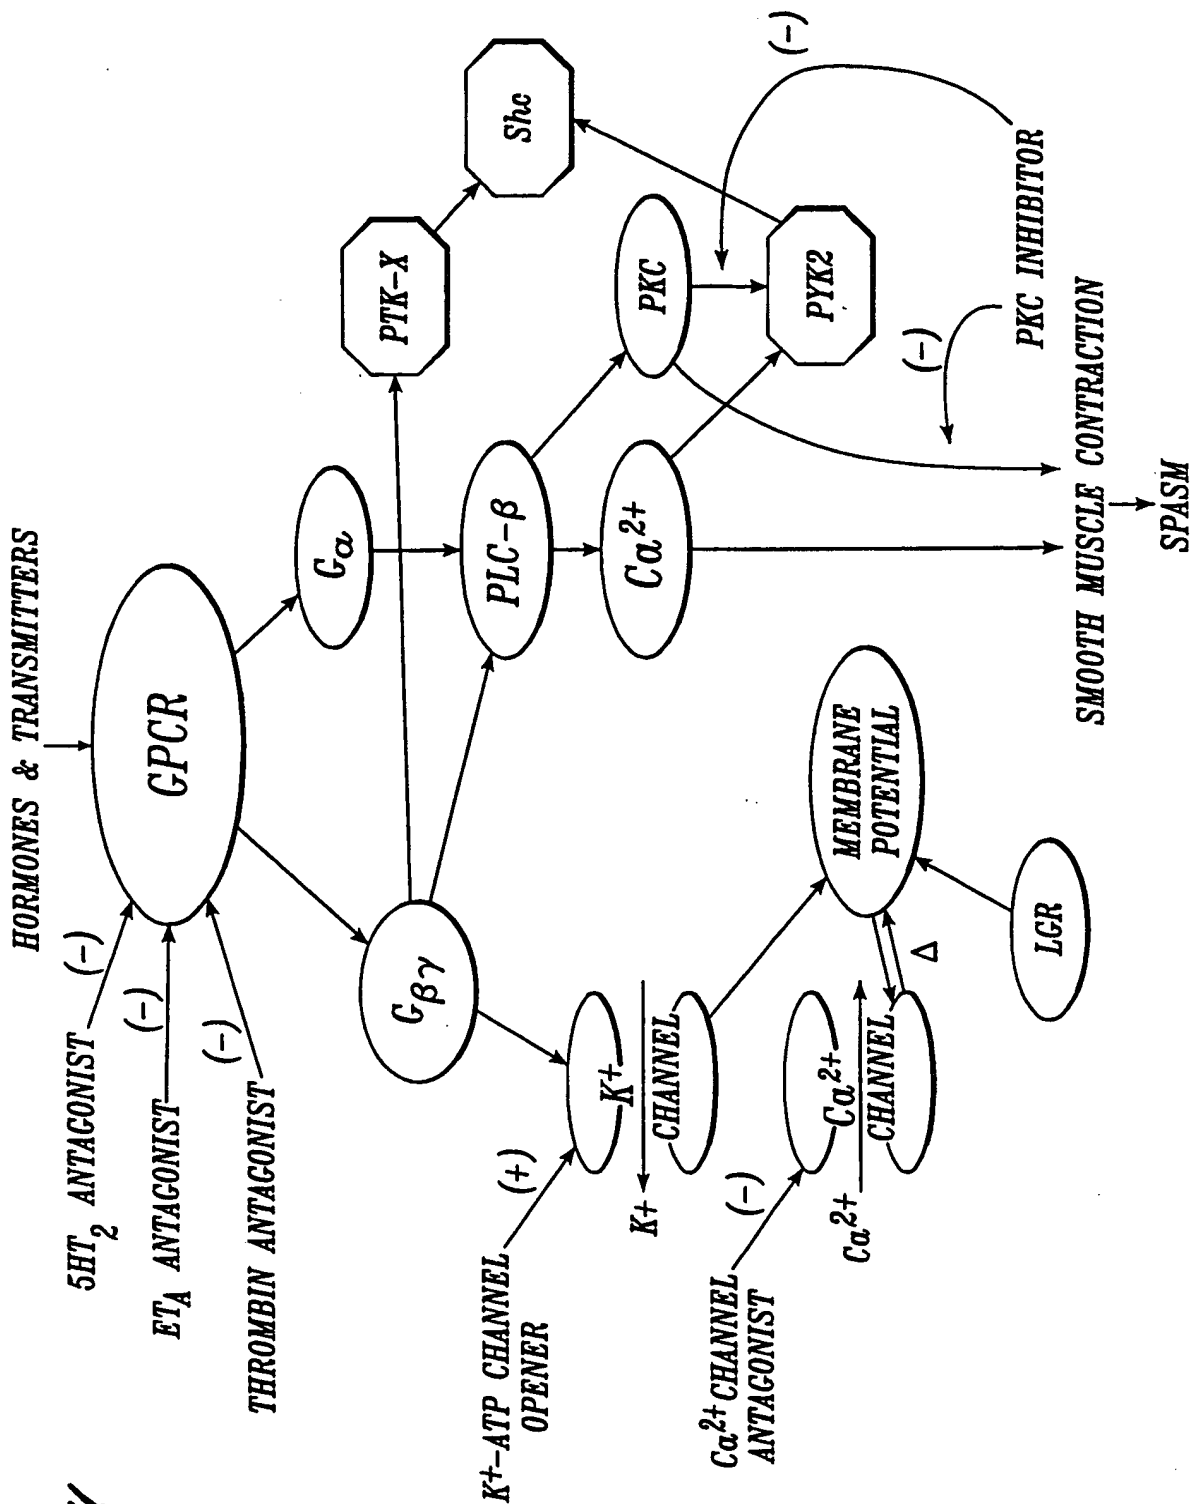 HORMONES & TRANSMITTERS
5HT2 ANTAGONIST
(-)
ETA ANTAGONIST
(-)
THROMBIN ANTAGONIST
(-)
GPCR
Gα
Gβγ
PTK-X
Shc
K+-ATP CHANNEL
OPENER
(+)
K+
CHANNEL
K+
PLC-β
PKC
Ca2+
PYK2
(-)
Ca2+ CHANNEL
ANTAGONIST
(-)
Ca2+
Ca2+
CHANNEL
MEMBRANE
POTENTIAL
Δ
LGR
(-)
PKC INHIBITOR
SMOOTH MUSCLE CONTRACTION
SPASM